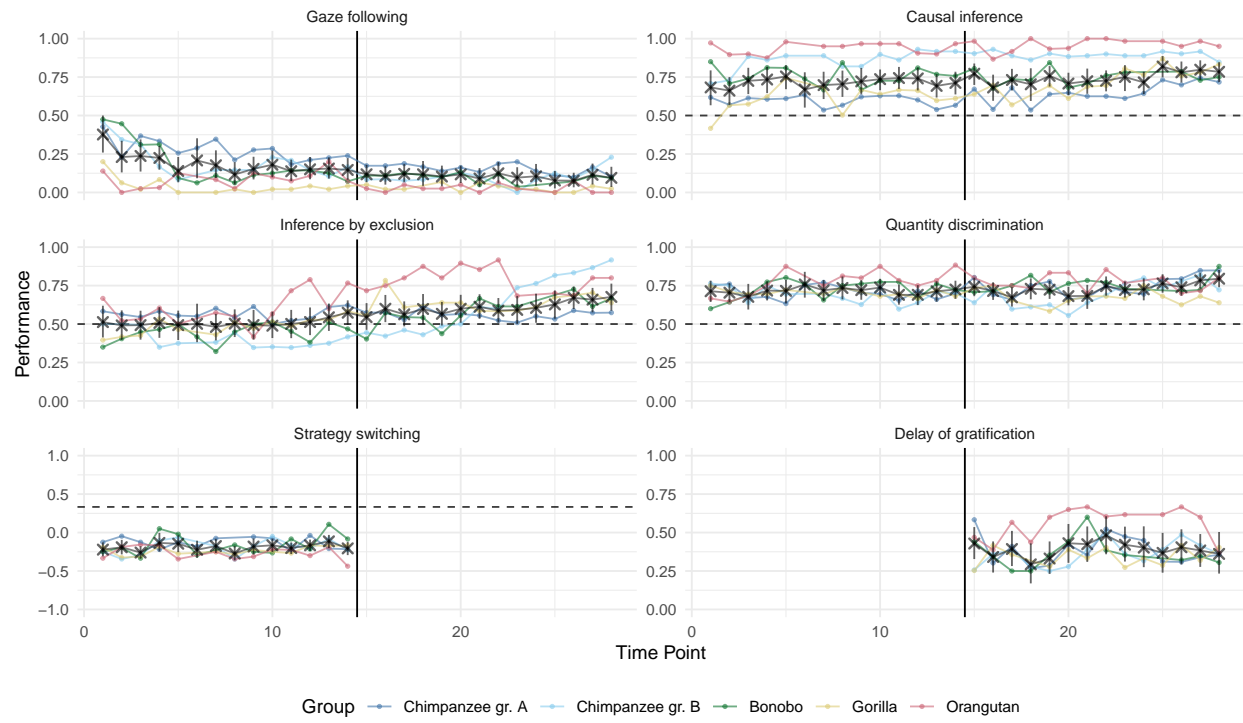 Gaze following
Causal inference
1.00
0.75
0.50
0.25
0.00
1.00
0.75
0.50
0.25
0.00
Inference by exclusion
Quantity discrimination
1.00
0.75
0.50
0.25
0.00
1.00
0.75
0.50
0.25
0.00
Performance
Strategy switching
Delay of gratification
1.0
0.5
0.0
−0.5
−1.0
1.00
0.75
0.50
0.25
0.00
0 10 20
0 10 20
Time Point
Group Chimpanzee gr. A Chimpanzee gr. B Bonobo Gorilla Orangutan